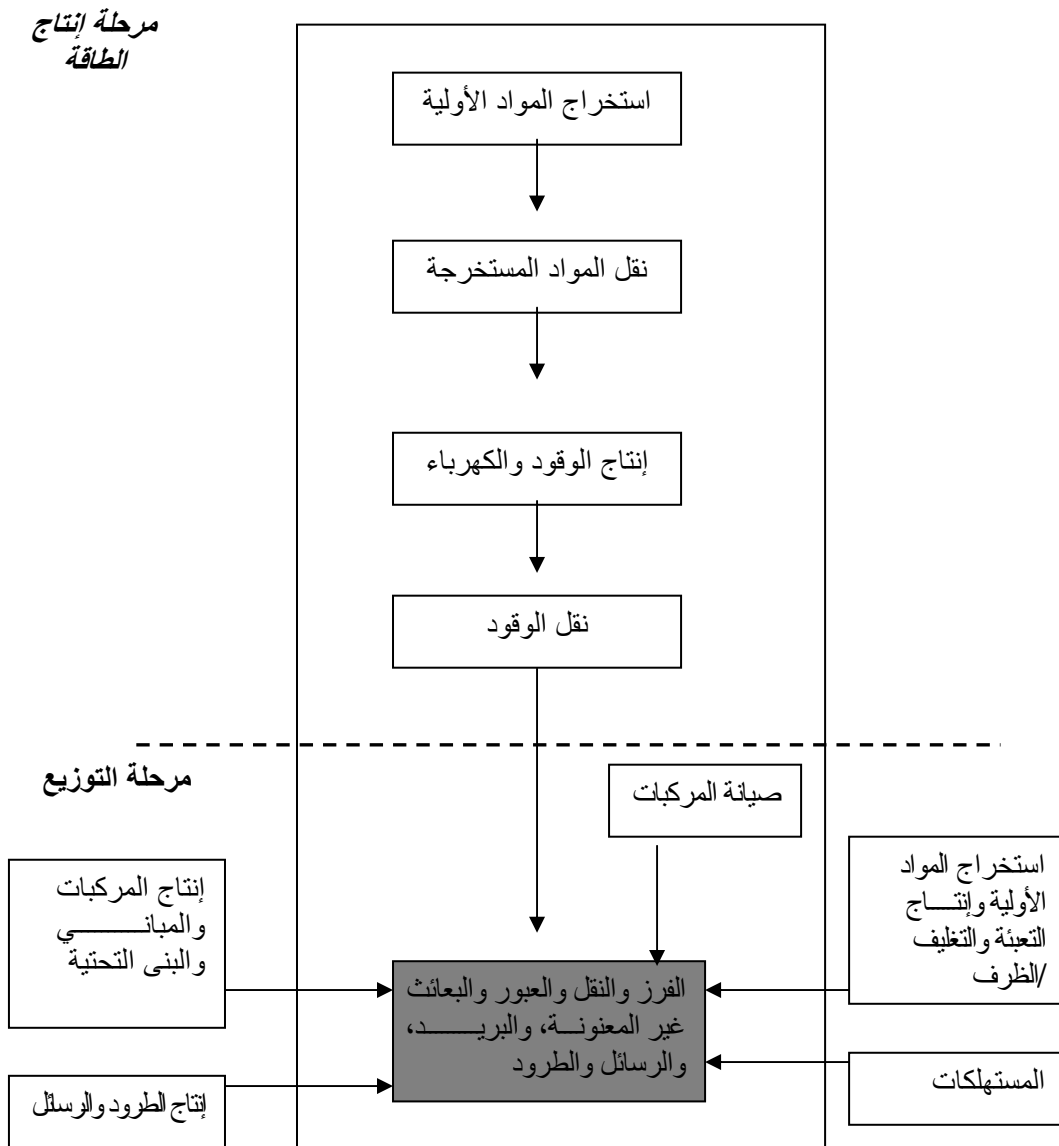 مرحلة إنتاج
الطاقة
استخراج المواد الأولية
نقل المواد المستخرجة
إنتاج الوقود والكهرباء
نقل الوقود
مرحلة التوزيع
صيانة المركبات
استخراج المواد
الأولية وإنتاج
التعبئة والتغليف
/الظرف
إنتاج المركبات
والمباني
والبنى التحتية
الفرز والنقل والعبور والبعائث
غير المعنونة، والبريد،
والرسائل والطرود
المستهلكات
إنتاج الطرود والرسائل